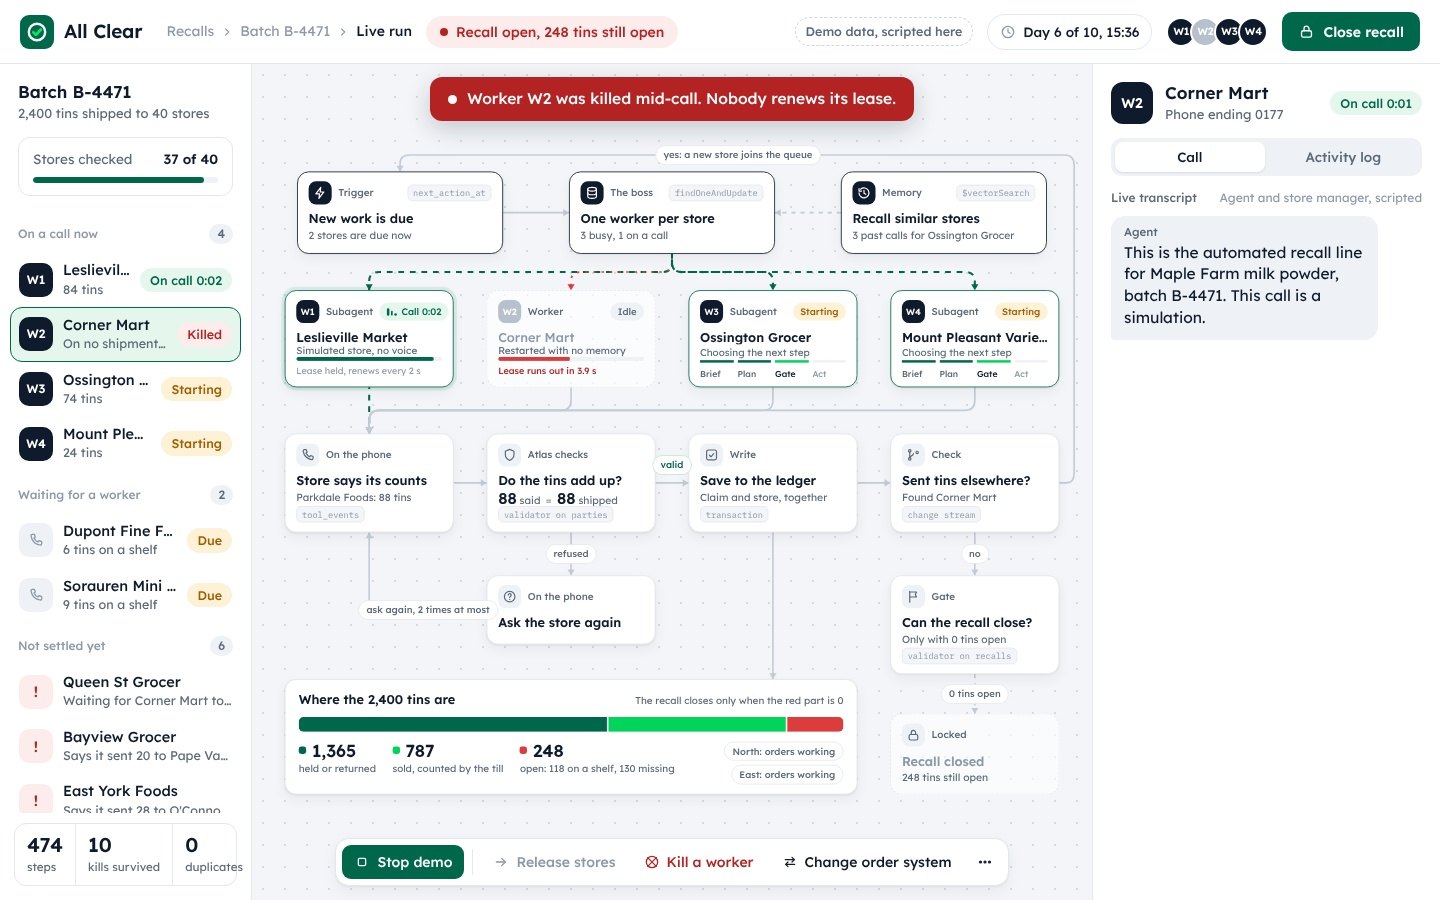 All Clear
Recalls > Batch B-4471 > Live run
Recall open, 248 tins still open
Demo data, scripted here
Day 6 of 10, 15:36
W1 W2 W3 W4
Close recall
Batch B-4471
2,400 tins shipped to 40 stores
Stores checked 37 of 40
On a call now 4
W1
Leslievil...
84 tins
On call 0:02
W2
Corner Mart
On no shipment...
Killed
W3
Ossington ...
74 tins
Starting
W4
Mount Ple...
24 tins
Starting
Waiting for a worker 2
Dupont Fine F...
6 tins on a shelf
Due
Sorauren Mini ...
9 tins on a shelf
Due
Not settled yet 6
!
Queen St Grocer
Waiting for Corner Mart to...
!
Bayview Grocer
Says it sent 20 to Pape Va...
!
East York Foods
Says it sent 28 to O'Conno
474
steps
10
kills survived
0
duplicates
Worker W2 was killed mid-call. Nobody renews its lease.
yes: a new store joins the queue
Trigger next_action_at
New work is due
2 stores are due now
The boss findOneAndUpdate
One worker per store
3 busy, 1 on a call
Memory $vectorSearch
Recall similar stores
3 past calls for Ossington Grocer
W1 Subagent Call 0:02
Leslieville Market
Simulated store, no voice
Lease held, renews every 2 s
W2 Worker Idle
Corner Mart
Restarted with no memory
Lease runs out in 3.9 s
W3 Subagent Starting
Ossington Grocer
Choosing the next step
Brief Plan Gate Act
W4 Subagent Starting
Mount Pleasant Varie...
Choosing the next step
Brief Plan Gate Act
On the phone
Store says its counts
Parkdale Foods: 88 tins
tool_events
Atlas checks
Do the tins add up?
88 said = 88 shipped
validator on parties
valid
Write
Save to the ledger
Claim and store, together
transaction
Check
Sent tins elsewhere?
Found Corner Mart
change stream
refused
no
ask again, 2 times at most
On the phone
Ask the store again
Gate
Can the recall close?
Only with 0 tins open
validator on recalls
0 tins open
Locked
Recall closed
248 tins still open
Where the 2,400 tins are
The recall closes only when the red part is 0
1,365
held or returned
787
sold, counted by the till
248
open: 118 on a shelf, 130 missing
North: orders working
East: orders working
Stop demo
Release stores
Kill a worker
Change order system
W2
Corner Mart
Phone ending 0177
On call 0:01
Call
Activity log
Live transcript
Agent and store manager, scripted
Agent
This is the automated recall line
for Maple Farm milk powder,
batch B-4471. This call is a
simulation.